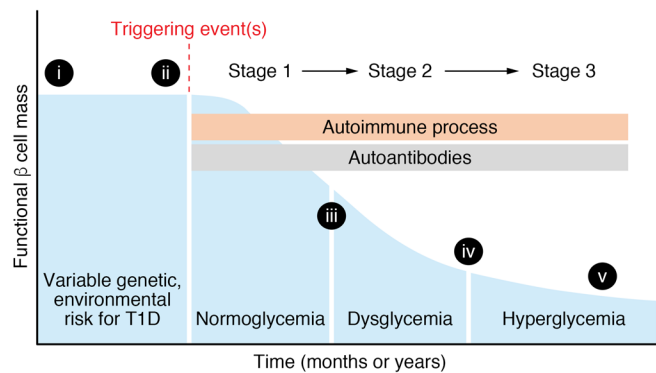 Triggering event(s)
i
ii
Stage 1
Stage 2
Stage 3
Autoimmune process
Autoantibodies
Functional β cell mass
iii
iv
v
Variable genetic,
environmental
risk for T1D
Normoglycemia
Dysglycemia
Hyperglycemia
Time (months or years)